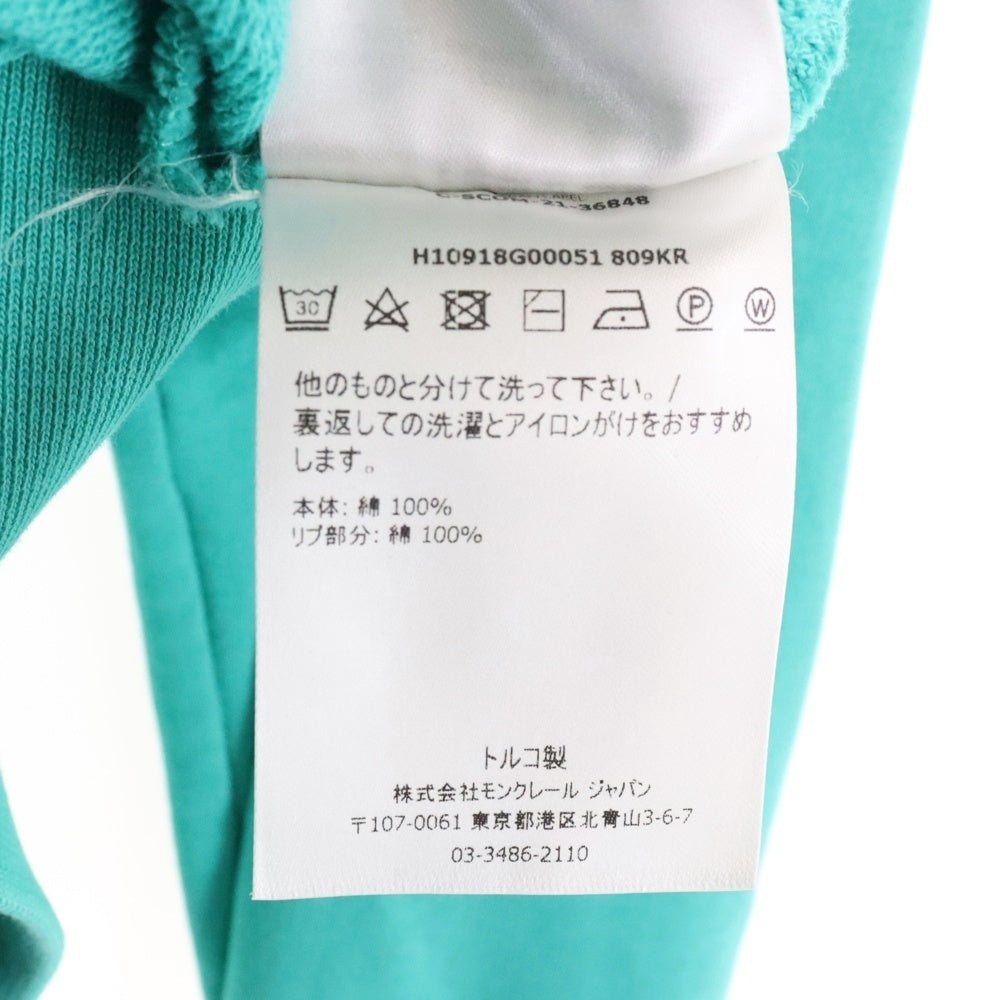 21-36848
H10918G00051 809KR
30
P
W
他のものと分けて洗って下さい。/
裏返しての洗濯とアイロンがけをおすすめ
します。
本体: 綿 100%
リブ部分: 綿 100%
トルコ製
株式会社モンクレール ジャパン
〒107-0061 東京都港区北青山3-6-7
03-3486-2110